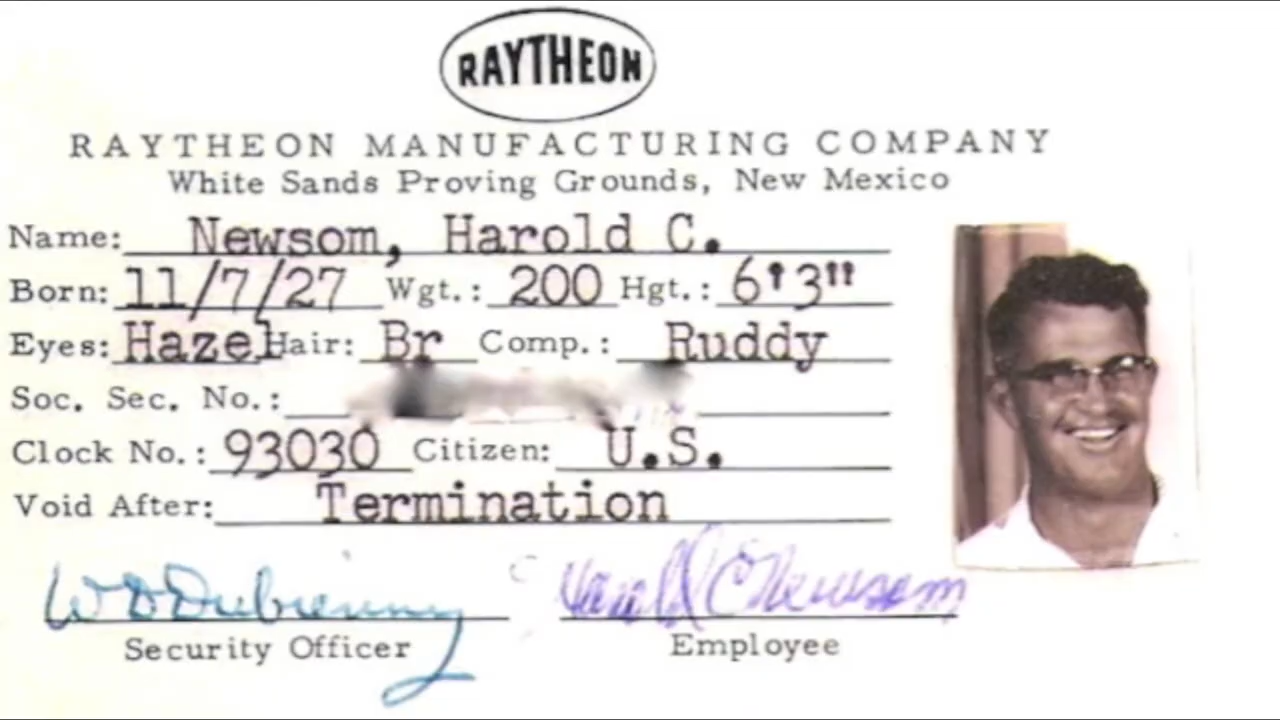 RAYTHEON
RAYTHEON MANUFACTURING COMPANY
White Sands Proving Grounds, New Mexico
Name: Newsom, Harold C.
Born: 11/7/27 Wgt.: 200 Hgt.: 6'3"
Eyes: Hazel Hair: Br Comp.: Ruddy
Soc. Sec. No.:
Clock No.: 93030 Citizen: U.S.
Void After: Termination
Harold C Newsom
Security Officer Employee